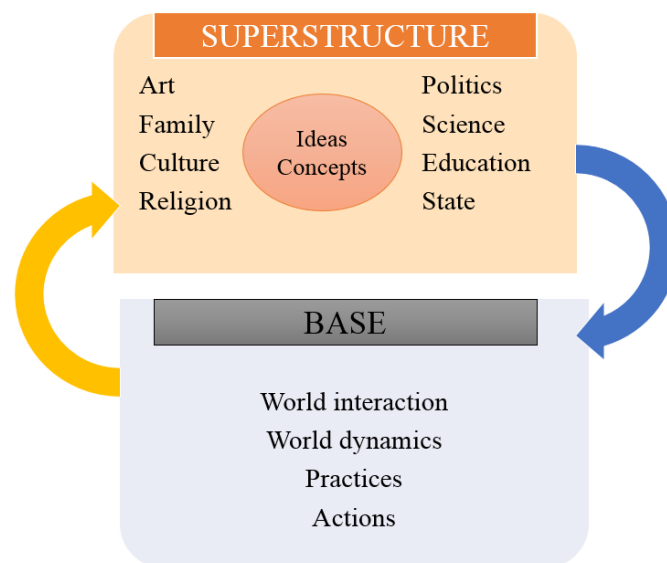 SUPERSTRUCTURE
Art
Family
Culture
Religion
Ideas
Concepts
Politics
Science
Education
State
BASE
World interaction
World dynamics
Practices
Actions